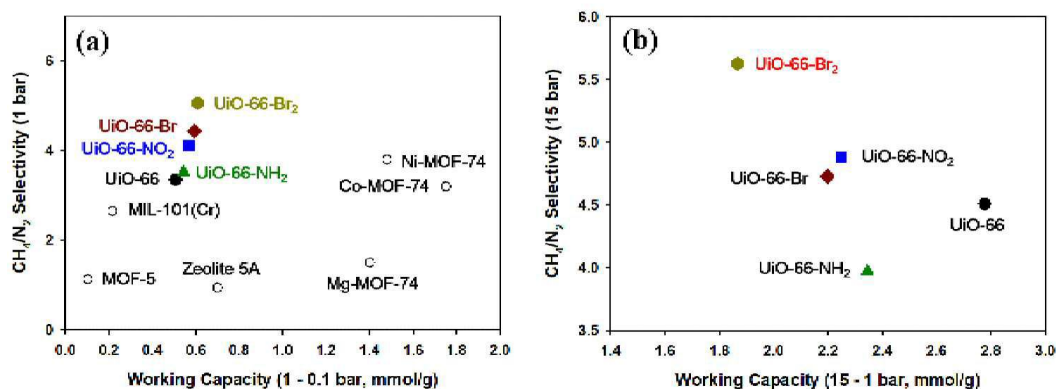 (a)
CH₄/N₂ Selectivity (1 bar)
6
4
2
0
UiO-66-Br₂
UiO-66-Br
UiO-66-NO₂
UiO-66
UiO-66-NH₂
Ni-MOF-74
Co-MOF-74
MIL-101(Cr)
MOF-5
Zeolite 5A
Mg-MOF-74
0.0 0.2 0.4 0.6 0.8 1.0 1.2 1.4 1.6 1.8 2.0
Working Capacity (1 - 0.1 bar, mmol/g)
(b)
CH₄/N₂ Selectivity (15 bar)
6.0
5.5
5.0
4.5
4.0
3.5
UiO-66-Br₂
UiO-66-NO₂
UiO-66-Br
UiO-66
UiO-66-NH₂
1.6 1.8 2.0 2.2 2.4 2.6 2.8 3.0
Working Capacity (15 - 1 bar, mmol/g)